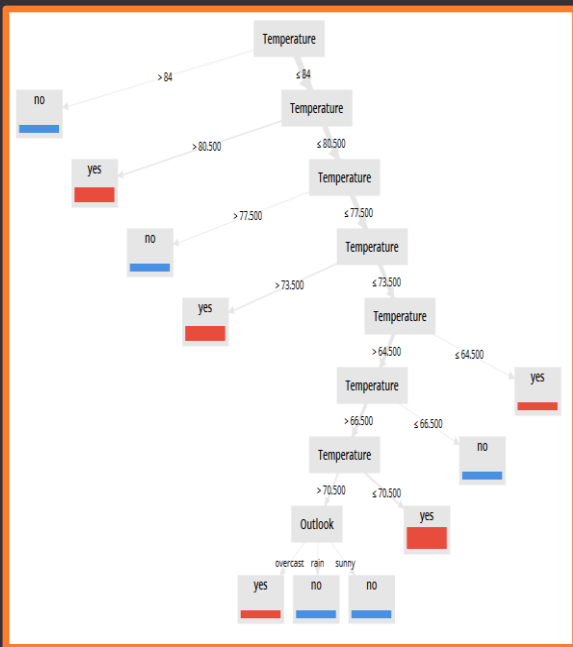 Temperature
> 84
≤ 84
no
Temperature
> 80.500
≤ 80.500
yes
Temperature
> 77.500
≤ 77.500
no
Temperature
> 73.500
≤ 73.500
yes
Temperature
> 64.500
≤ 64.500
Temperature
yes
> 66.500
≤ 66.500
Temperature
no
> 70.500
≤ 70.500
Outlook
yes
overcast rain sunny
yes no no